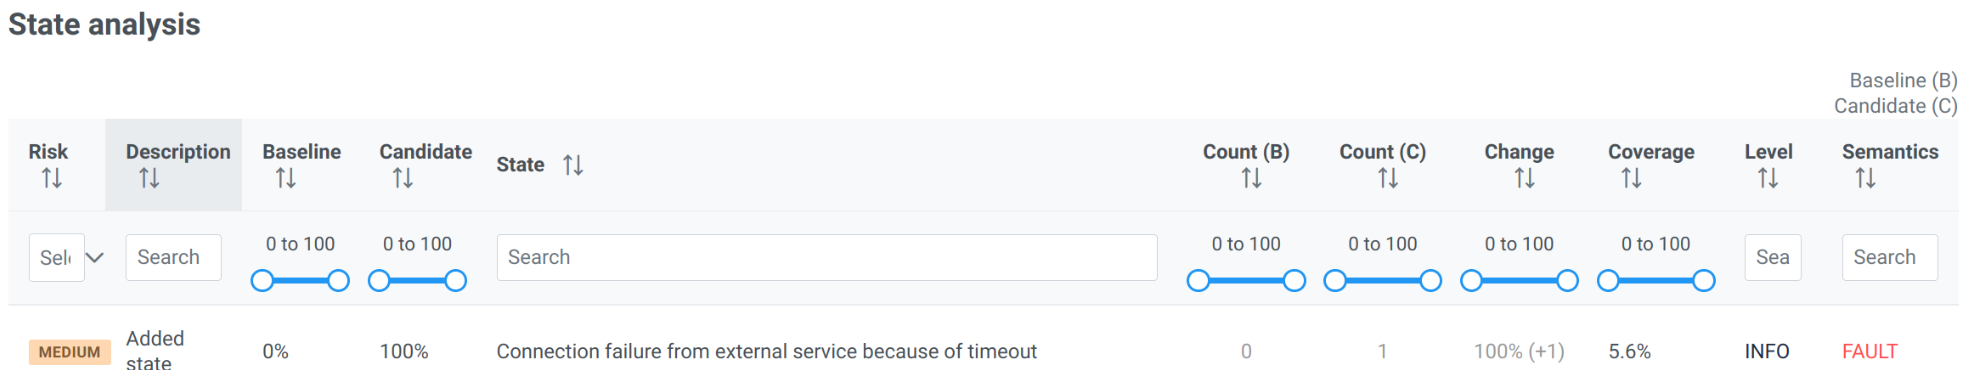 State analysis
Baseline (B)
Candidate (C)
Risk Description Baseline Candidate State Count (B) Count (C) Change Coverage Level Semantics
0 to 100 0 to 100 0 to 100 0 to 100 0 to 100 0 to 100
Sele Search Search Sea Search
MEDIUM Added state 0% 100% Connection failure from external service because of timeout 0 1 100% (+1) 5.6% INFO FAULT